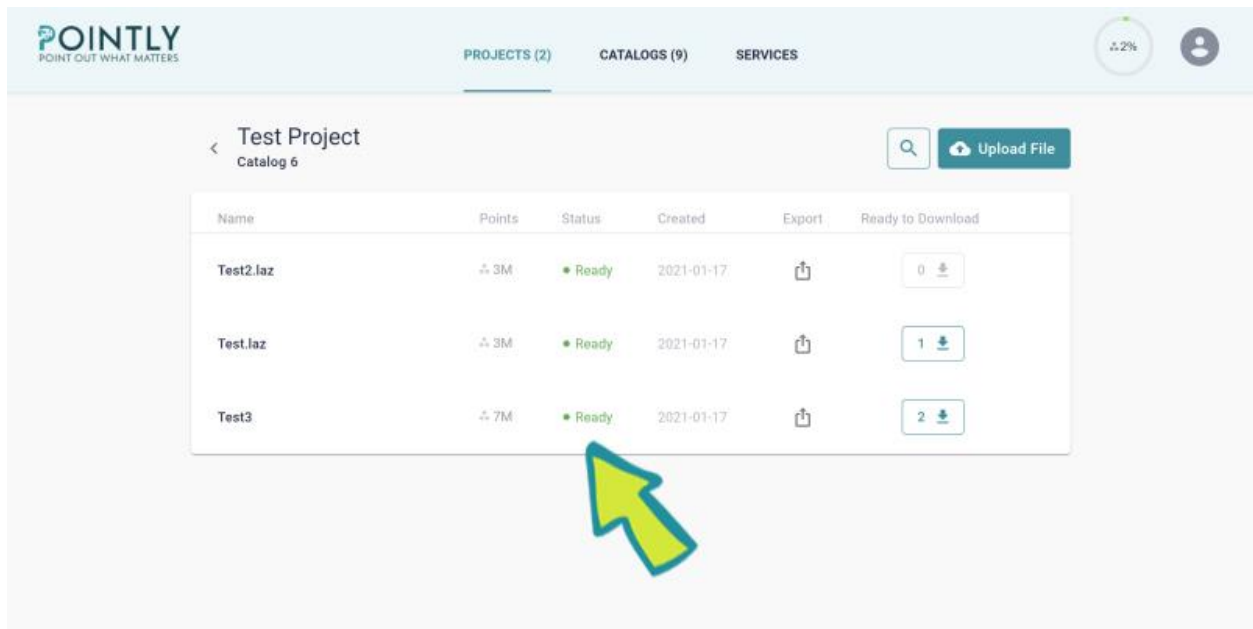 POINTLY
POINT OUT WHAT MATTERS
PROJECTS (2) CATALOGS (9) SERVICES
2%
Test Project
Catalog 6
Upload File
Name Points Status Created Export Ready to Download
Test2.laz 3M Ready 2021-01-17 0
Test.laz 3M Ready 2021-01-17 1
Test3 7M Ready 2021-01-17 2